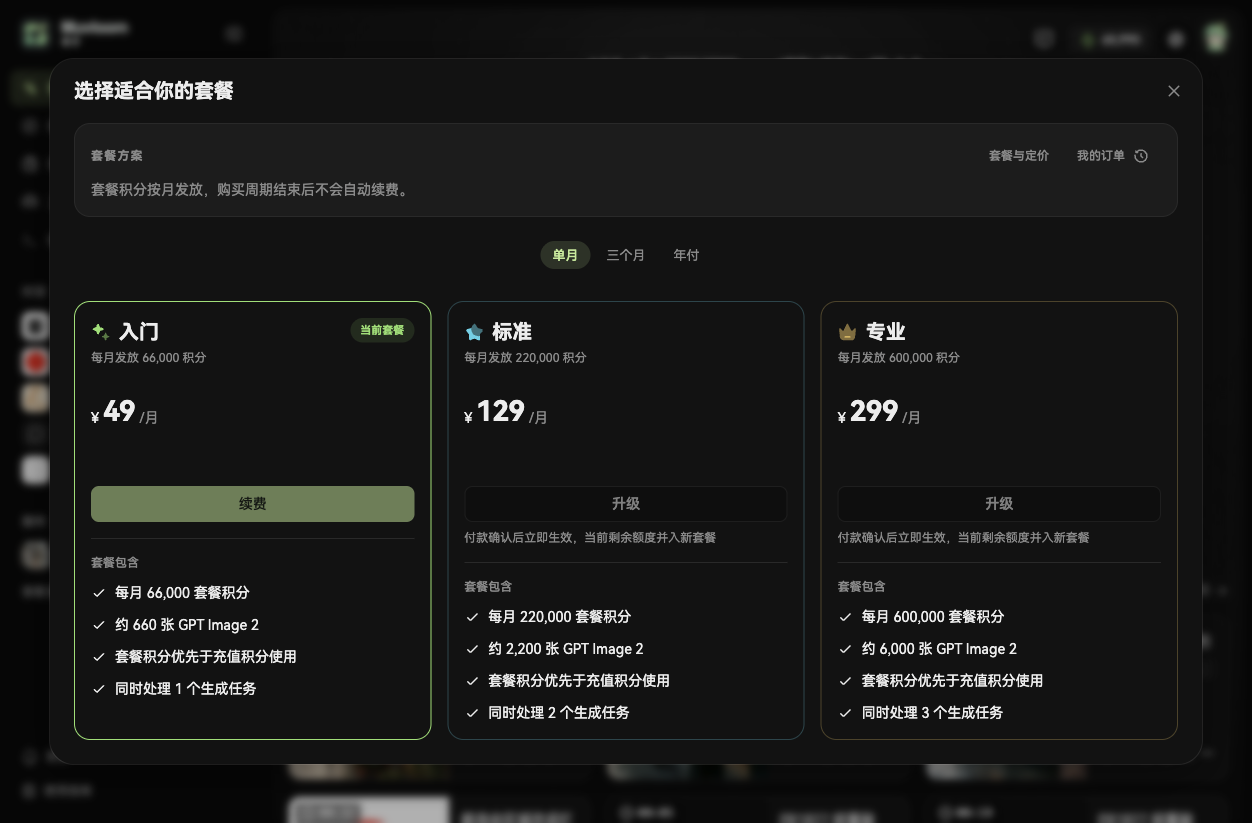 选择适合你的套餐
套餐方案
套餐与定价
我的订单
套餐积分按月发放，购买周期结束后不会自动续费。
单月
三个月
年付
入门
当前套餐
每月发放 66,000 积分
¥ 49 /月
续费
套餐包含
每月 66,000 套餐积分
约 660 张 GPT Image 2
套餐积分优先于充值积分使用
同时处理 1 个生成任务
标准
每月发放 220,000 积分
¥ 129 /月
升级
付款确认后立即生效，当前剩余额度并入新套餐
套餐包含
每月 220,000 套餐积分
约 2,200 张 GPT Image 2
套餐积分优先于充值积分使用
同时处理 2 个生成任务
专业
每月发放 600,000 积分
¥ 299 /月
升级
付款确认后立即生效，当前剩余额度并入新套餐
套餐包含
每月 600,000 套餐积分
约 6,000 张 GPT Image 2
套餐积分优先于充值积分使用
同时处理 3 个生成任务